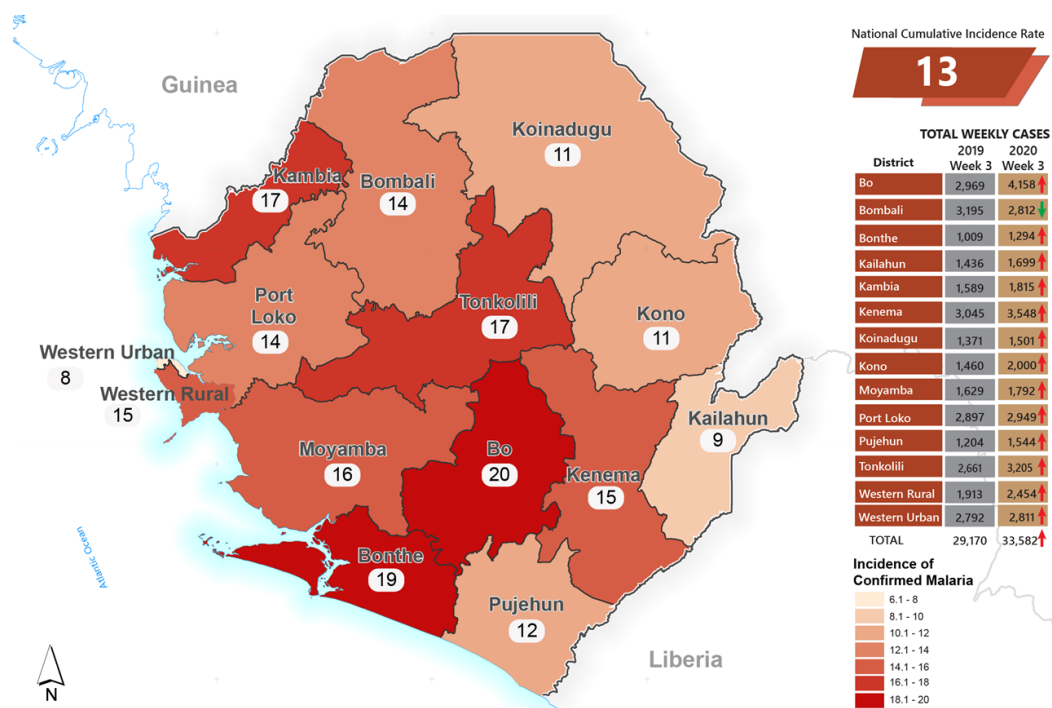 Guinea
Koinadugu
11
Kambia
17
Bombali
14
Port
Loko
14
Tonkolili
17
Kono
11
Western Urban
8
Western Rural
15
Kailahun
9
Moyamba
16
Bo
20
Kenema
15
Bonthe
19
Pujehun
12
Liberia
Atlantic Ocean
N
National Cumulative Incidence Rate
13
TOTAL WEEKLY CASES
District 2019 Week 3 2020 Week 3
Bo 2,969 4,158
Bombali 3,195 2,812
Bonthe 1,009 1,294
Kailahun 1,436 1,699
Kambia 1,589 1,815
Kenema 3,045 3,548
Koinadugu 1,371 1,501
Kono 1,460 2,000
Moyamba 1,629 1,792
Port Loko 2,897 2,949
Pujehun 1,204 1,544
Tonkolili 2,661 3,205
Western Rural 1,913 2,454
Western Urban 2,792 2,811
TOTAL 29,170 33,582
Incidence of
Confirmed Malaria
6.1 - 8
8.1 - 10
10.1 - 12
12.1 - 14
14.1 - 16
16.1 - 18
18.1 - 20